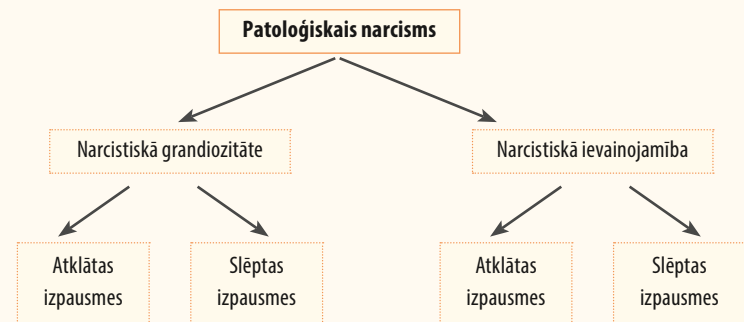 Patoloģiskais narcisms
Narcistiskā grandiozitāte
Narcistiskā ievainojamība
Atklātas
izpausmes
Slēptas
izpausmes
Atklātas
izpausmes
Slēptas
izpausmes